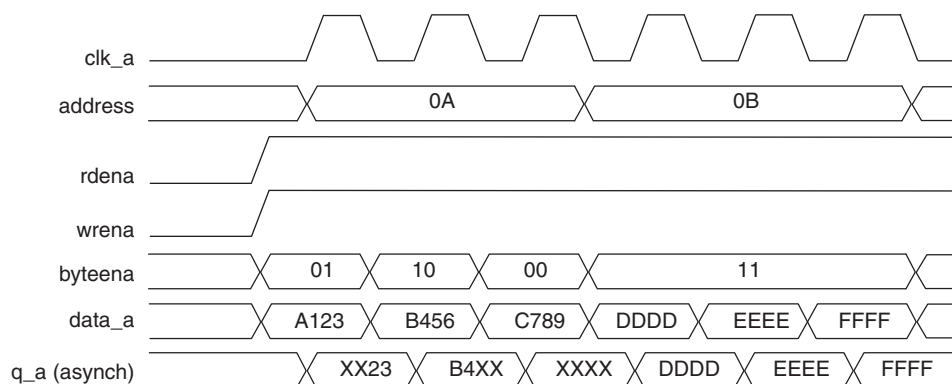 clk_a
address 0A 0B
rdena
wrena
byteena 01 10 00 11
data_a A123 B456 C789 DDDD EEEE FFFF
q_a (asynch) XX23 B4XX XXXX DDDD EEEE FFFF